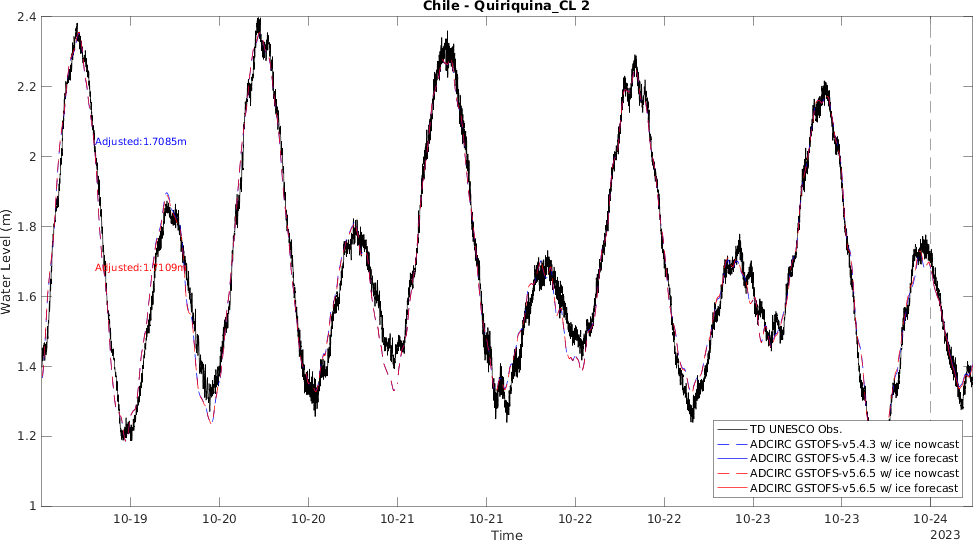 Chile - Quiriquina_CL 2
Water Level (m)
2.4
2.2
2
1.8
1.6
1.4
1.2
1
Adjusted:1.7085m
Adjusted:1.7109m
TD UNESCO Obs.
ADCIRC GSTOFS-v5.4.3 w/ ice nowcast
ADCIRC GSTOFS-v5.4.3 w/ ice forecast
ADCIRC GSTOFS-v5.6.5 w/ ice nowcast
ADCIRC GSTOFS-v5.6.5 w/ ice forecast
10-19 10-20 10-20 10-21 10-21 10-22 10-22 10-23 10-23 10-24
Time 2023